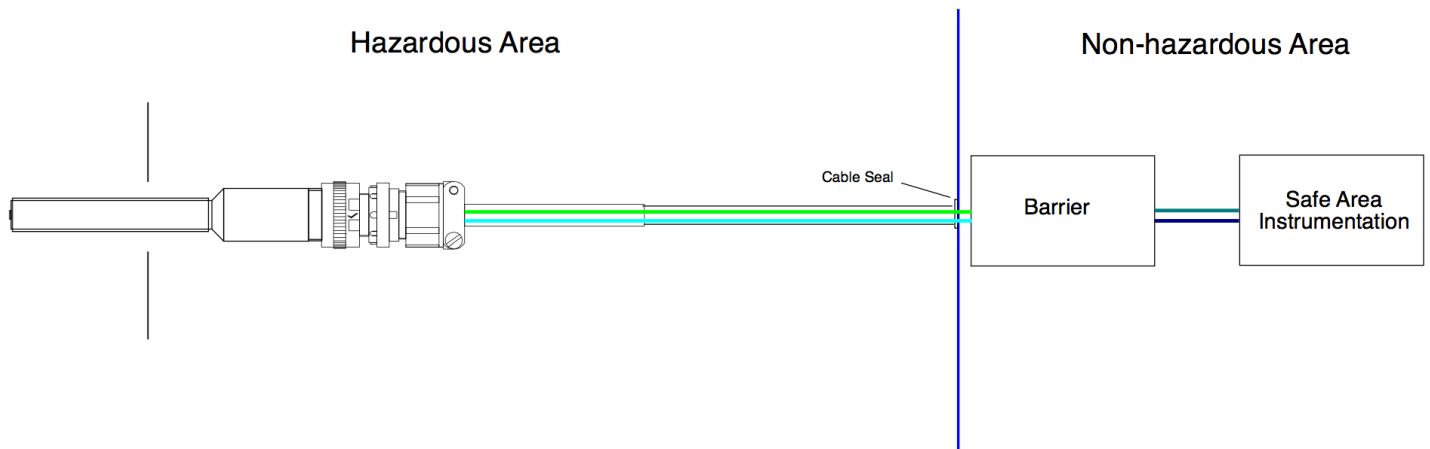 Hazardous Area
Non-hazardous Area
Cable Seal
Barrier
Safe Area
Instrumentation